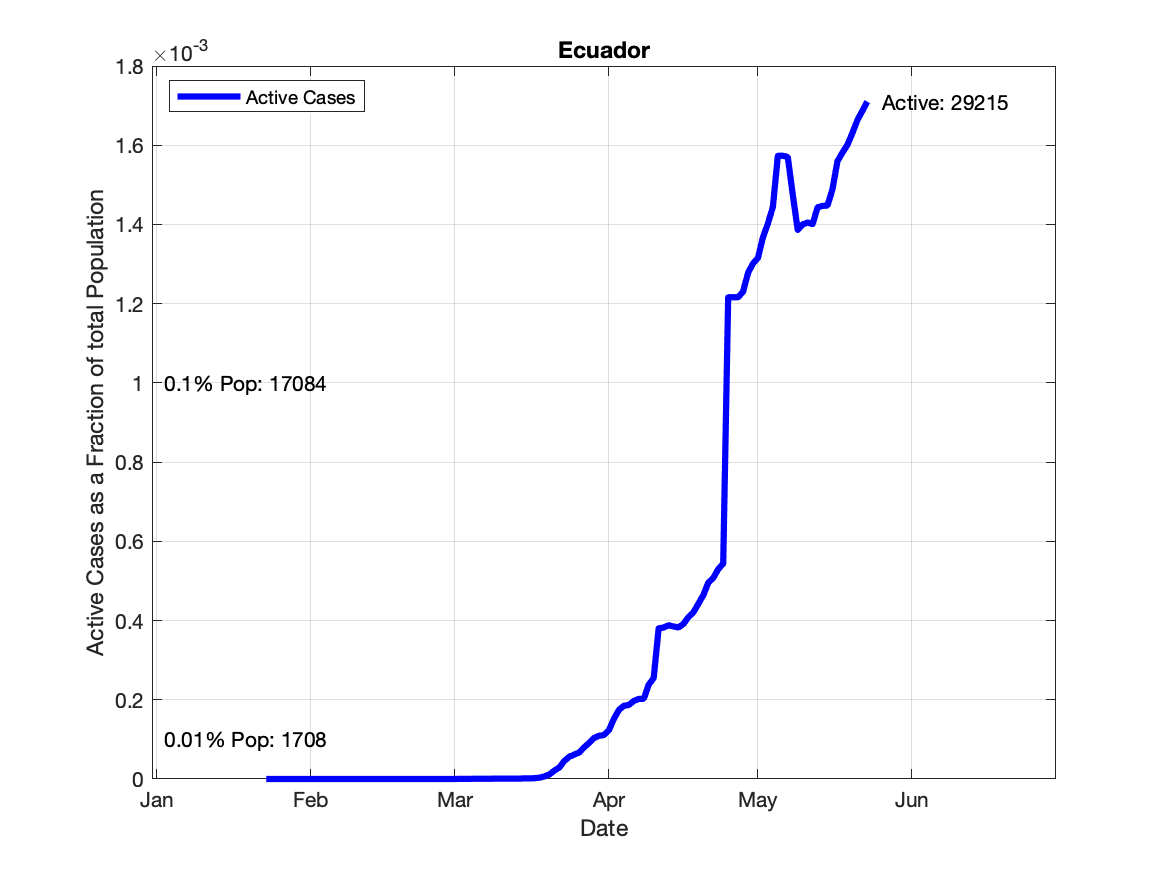 Ecuador
×10-3
Active Cases
Active: 29215
1.8
1.6
1.4
1.2
1
0.8
0.6
0.4
0.2
0
0.1% Pop: 17084
0.01% Pop: 1708
Active Cases as a Fraction of total Population
Jan Feb Mar Apr May Jun
Date